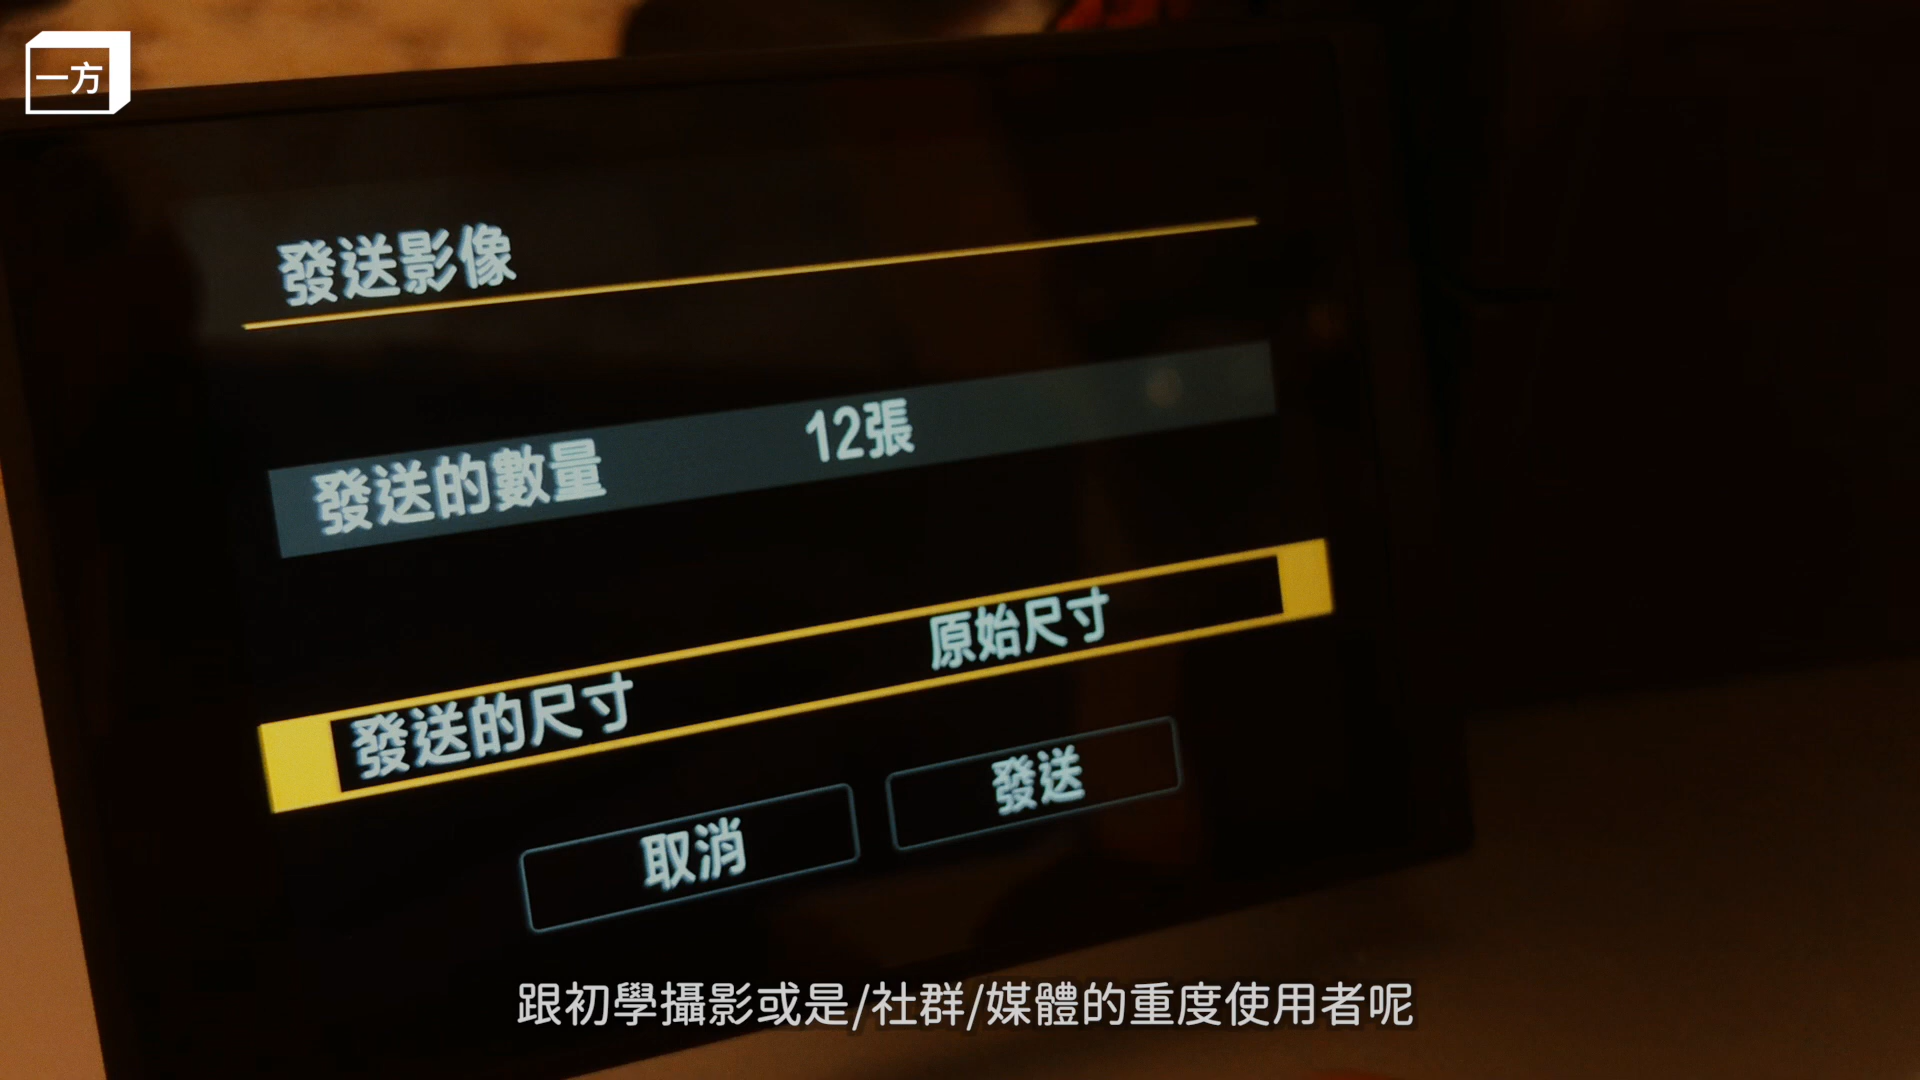 一方
發送影像
發送的數量 12張
發送的尺寸 原始尺寸
取消 發送
跟初學攝影或是/社群/媒體的重度使用者呢